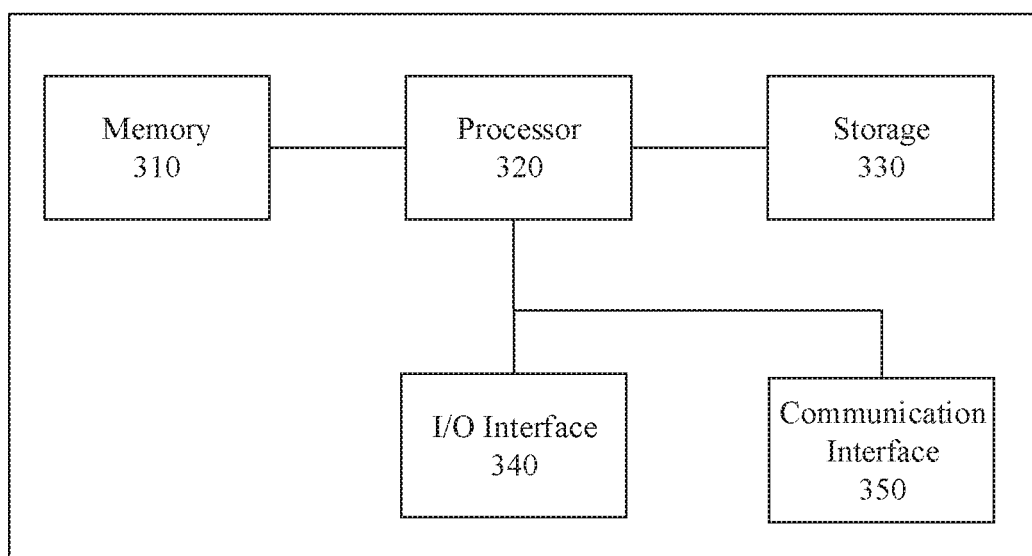 Memory
310
Processor
320
Storage
330
I/O Interface
340
Communication
Interface
350